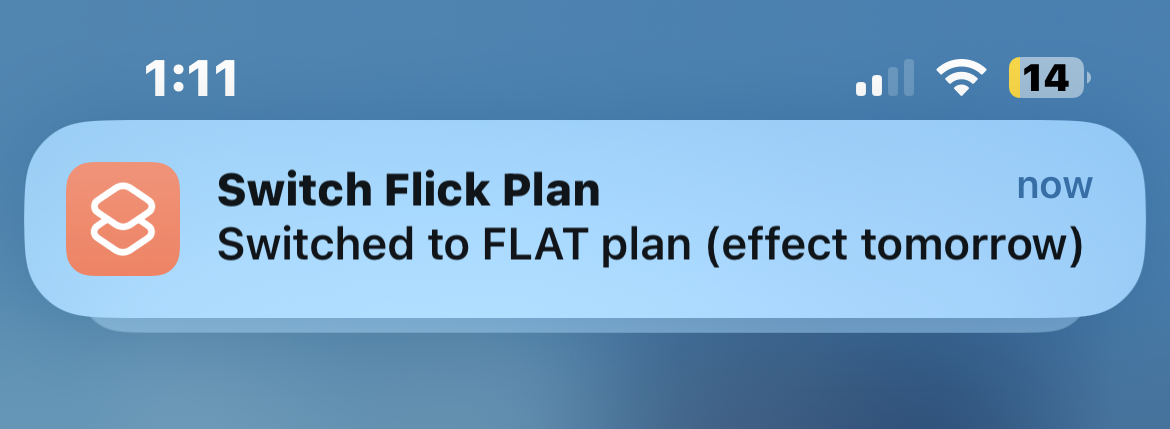 1:11
14
Switch Flick Plan
now
Switched to FLAT plan (effect tomorrow)